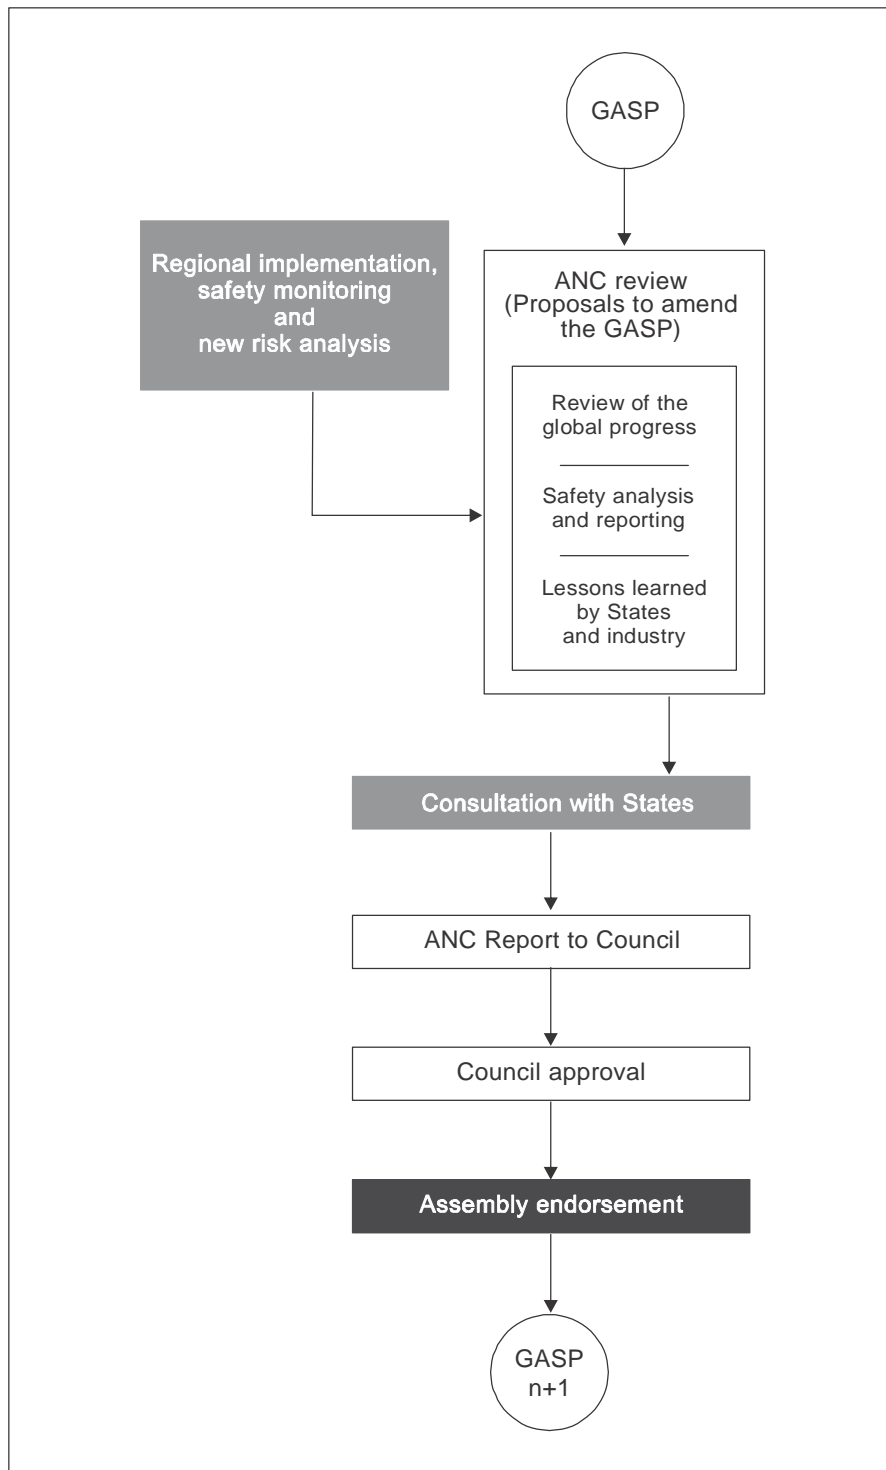 GASP
Regional implementation,
safety monitoring
and
new risk analysis
ANC review
(Proposals to amend
the GASP)
Review of the
global progress
Safety analysis
and reporting
Lessons learned
by States
and industry
Consultation with States
ANC Report to Council
Council approval
Assembly endorsement
GASP
n+1